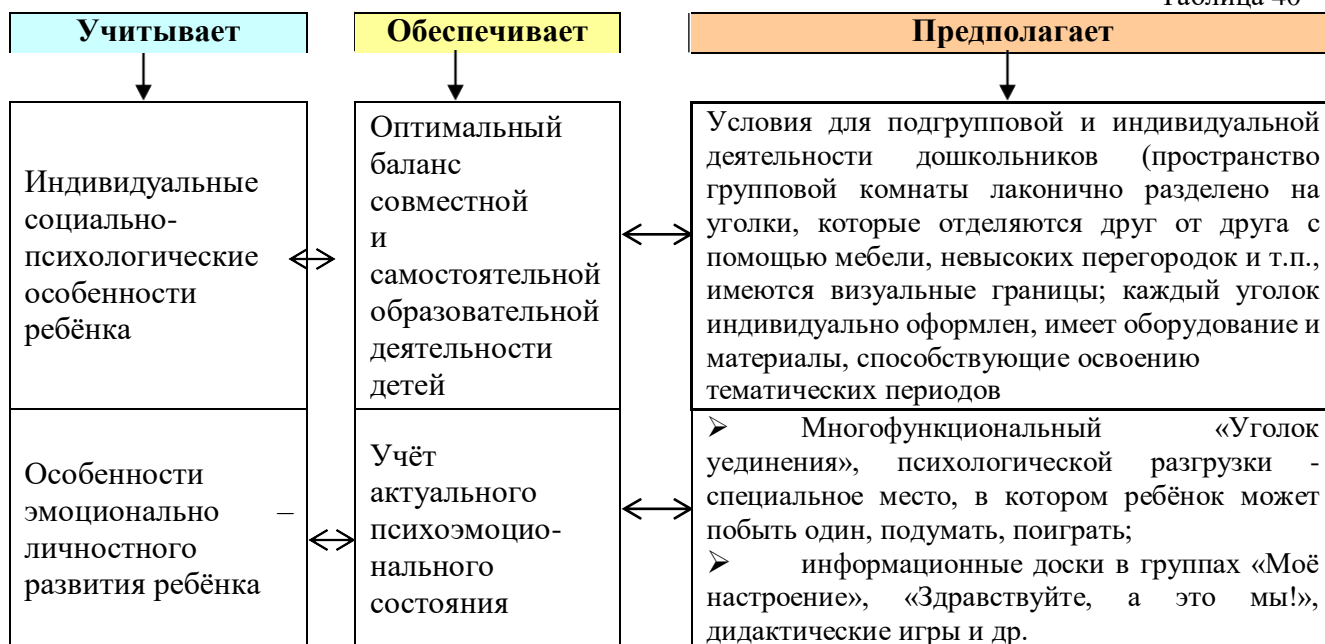 Учитывает
Обеспечивает
Предполагает
Индивидуальные
социально-
психологические
особенности
ребёнка
Оптимальный
баланс
совместной
и
самостоятельной
образовательной
деятельности
детей
Условия для подгрупповой и индивидуальной
деятельности дошкольников (пространство
групповой комнаты лаконично разделено на
уголки, которые отделяются друг от друга с
помощью мебели, невысоких перегородок и т.п.,
имеются визуальные границы; каждый уголок
индивидуально оформлен, имеет оборудование и
материалы, способствующие освоению
тематических периодов
Особенности
эмоционально –
личностного
развития ребёнка
Учёт
актуального
психоэмоцио-
нального
состояния
➢ Многофункциональный «Уголок
уединения», психологической разгрузки -
специальное место, в котором ребёнок может
побыть один, подумать, поиграть;
➢ информационные доски в группах «Моё
настроение», «Здравствуйте, а это мы!»,
дидактические игры и др.